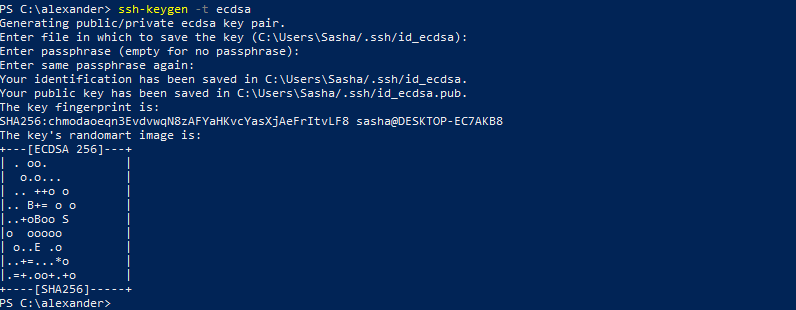 PS C:\alexander> ssh-keygen -t ecdsa
Generating public/private ecdsa key pair.
Enter file in which to save the key (C:\Users\Sasha/.ssh/id_ecdsa):
Enter passphrase (empty for no passphrase):
Enter same passphrase again:
Your identification has been saved in C:\Users\Sasha/.ssh/id_ecdsa.
Your public key has been saved in C:\Users\Sasha/.ssh/id_ecdsa.pub.
The key fingerprint is:
SHA256:chmodaoeqn3EvdvwqN8zAFYaHKvcYasXjAeFrItvLF8 sasha@DESKTOP-EC7AKB8
The key's randomart image is:
+---[ECDSA 256]---+
| . oo.           |
|  o.o...         |
| .. ++o o        |
|.. B+= o o       |
|..+oBoo S        |
|o  ooooo         |
| o..E .o         |
|..+=...*o        |
|.=+.oo+.+o       |
+----[SHA256]-----+
PS C:\alexander>